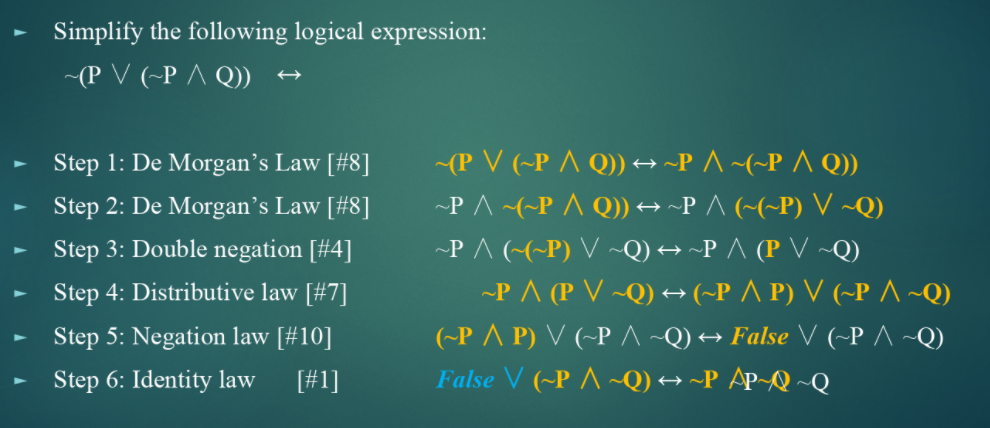 ► Simplify the following logical expression:
~(P ∨ (~P ∧ Q)) ↔
► Step 1: De Morgan's Law [#8] ~(P ∨ (~P ∧ Q)) ↔ ~P ∧ ~(~P ∧ Q))
► Step 2: De Morgan's Law [#8] ~P ∧ ~(~P ∧ Q)) ↔ ~P ∧ (~(~P) ∨ ~Q)
► Step 3: Double negation [#4] ~P ∧ (~(~P) ∨ ~Q) ↔ ~P ∧ (P ∨ ~Q)
► Step 4: Distributive law [#7] ~P ∧ (P ∨ ~Q) ↔ (~P ∧ P) ∨ (~P ∧ ~Q)
► Step 5: Negation law [#10] (~P ∧ P) ∨ (~P ∧ ~Q) ↔ False ∨ (~P ∧ ~Q)
► Step 6: Identity law [#1] False ∨ (~P ∧ ~Q) ↔ ~P ∧ ~Q ~P ∧ ~Q